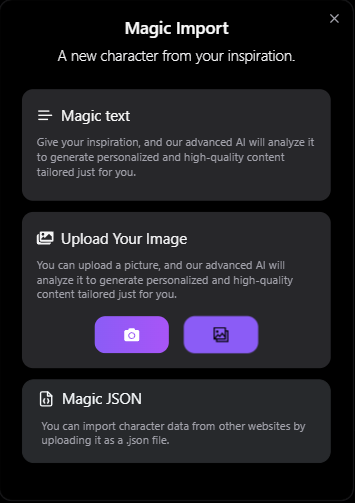 Magic Import
A new character from your inspiration.
Magic text
Give your inspiration, and our advanced AI will analyze it
to generate personalized and high-quality content
tailored just for you.
Upload Your Image
You can upload a picture, and our advanced AI will
analyze it to generate personalized and high-quality
content tailored just for you.
Magic JSON
You can import character data from other websites by
uploading it as a .json file.